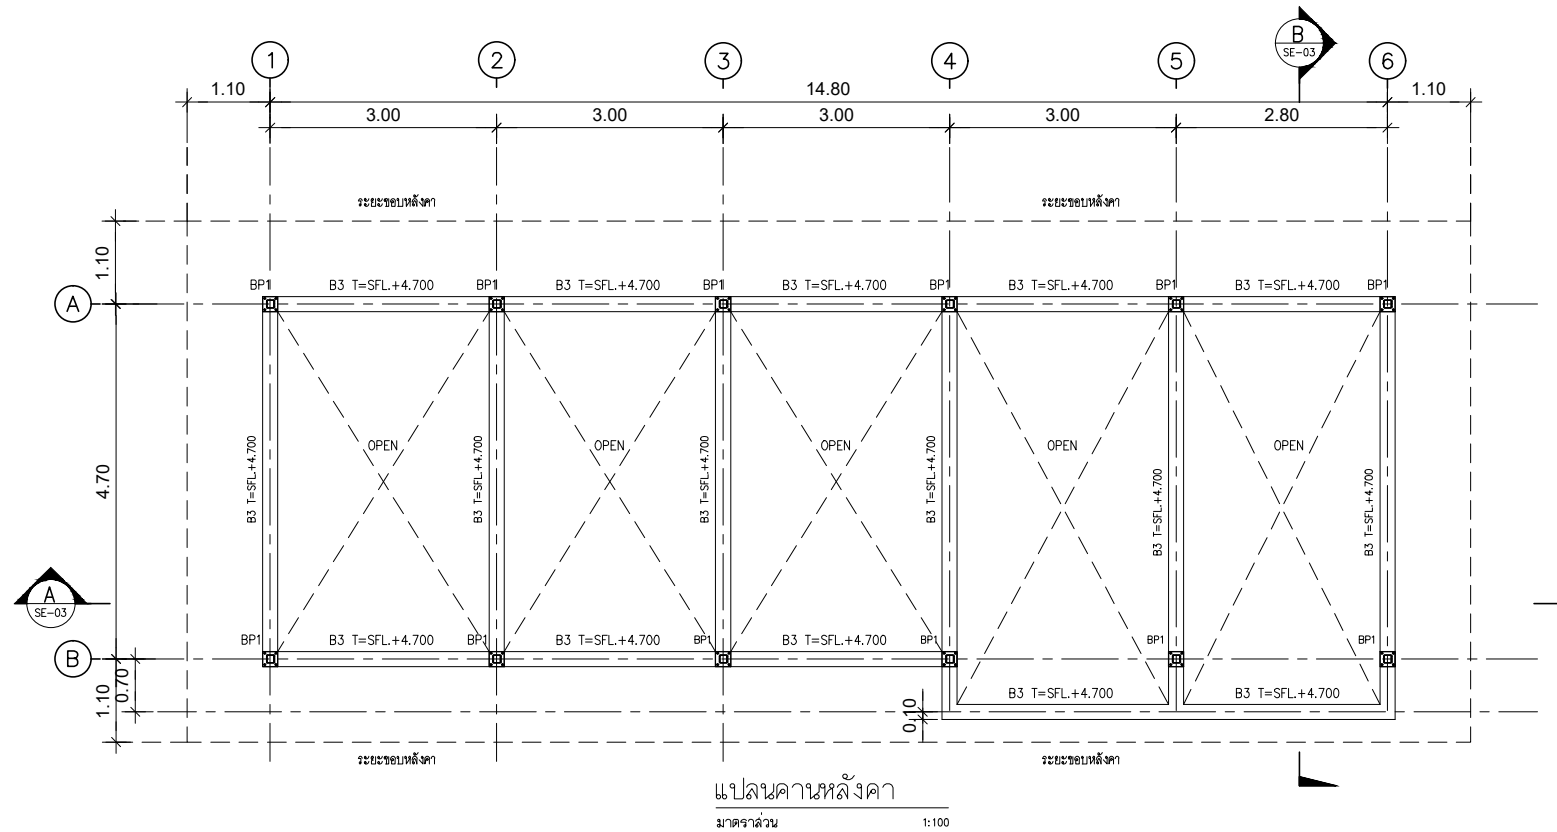 B
SE-03
1 2 3 4 5 6
1.10 14.80 1.10
3.00 3.00 3.00 3.00 2.80
ระยะขอบหลังคา ระยะขอบหลังคา
1.10
BP1 B3 T=SFL.+4.700 BP1 B3 T=SFL.+4.700 BP1 B3 T=SFL.+4.700 BP1 B3 T=SFL.+4.700 BP1 B3 T=SFL.+4.700 BP1
A
OPEN OPEN OPEN OPEN OPEN
4.70
B3 T=SFL.+4.700 B3 T=SFL.+4.700 B3 T=SFL.+4.700 B3 T=SFL.+4.700 B3 T=SFL.+4.700 B3 T=SFL.+4.700
A
SE-03
BP1 B3 T=SFL.+4.700 BP1 B3 T=SFL.+4.700 BP1 B3 T=SFL.+4.700 BP1 BP1 BP1
B
1.10 0.70
B3 T=SFL.+4.700 B3 T=SFL.+4.700
0.10
ระยะขอบหลังคา ระยะขอบหลังคา
แปลนคานหลังคา
มาตราส่วน 1:100